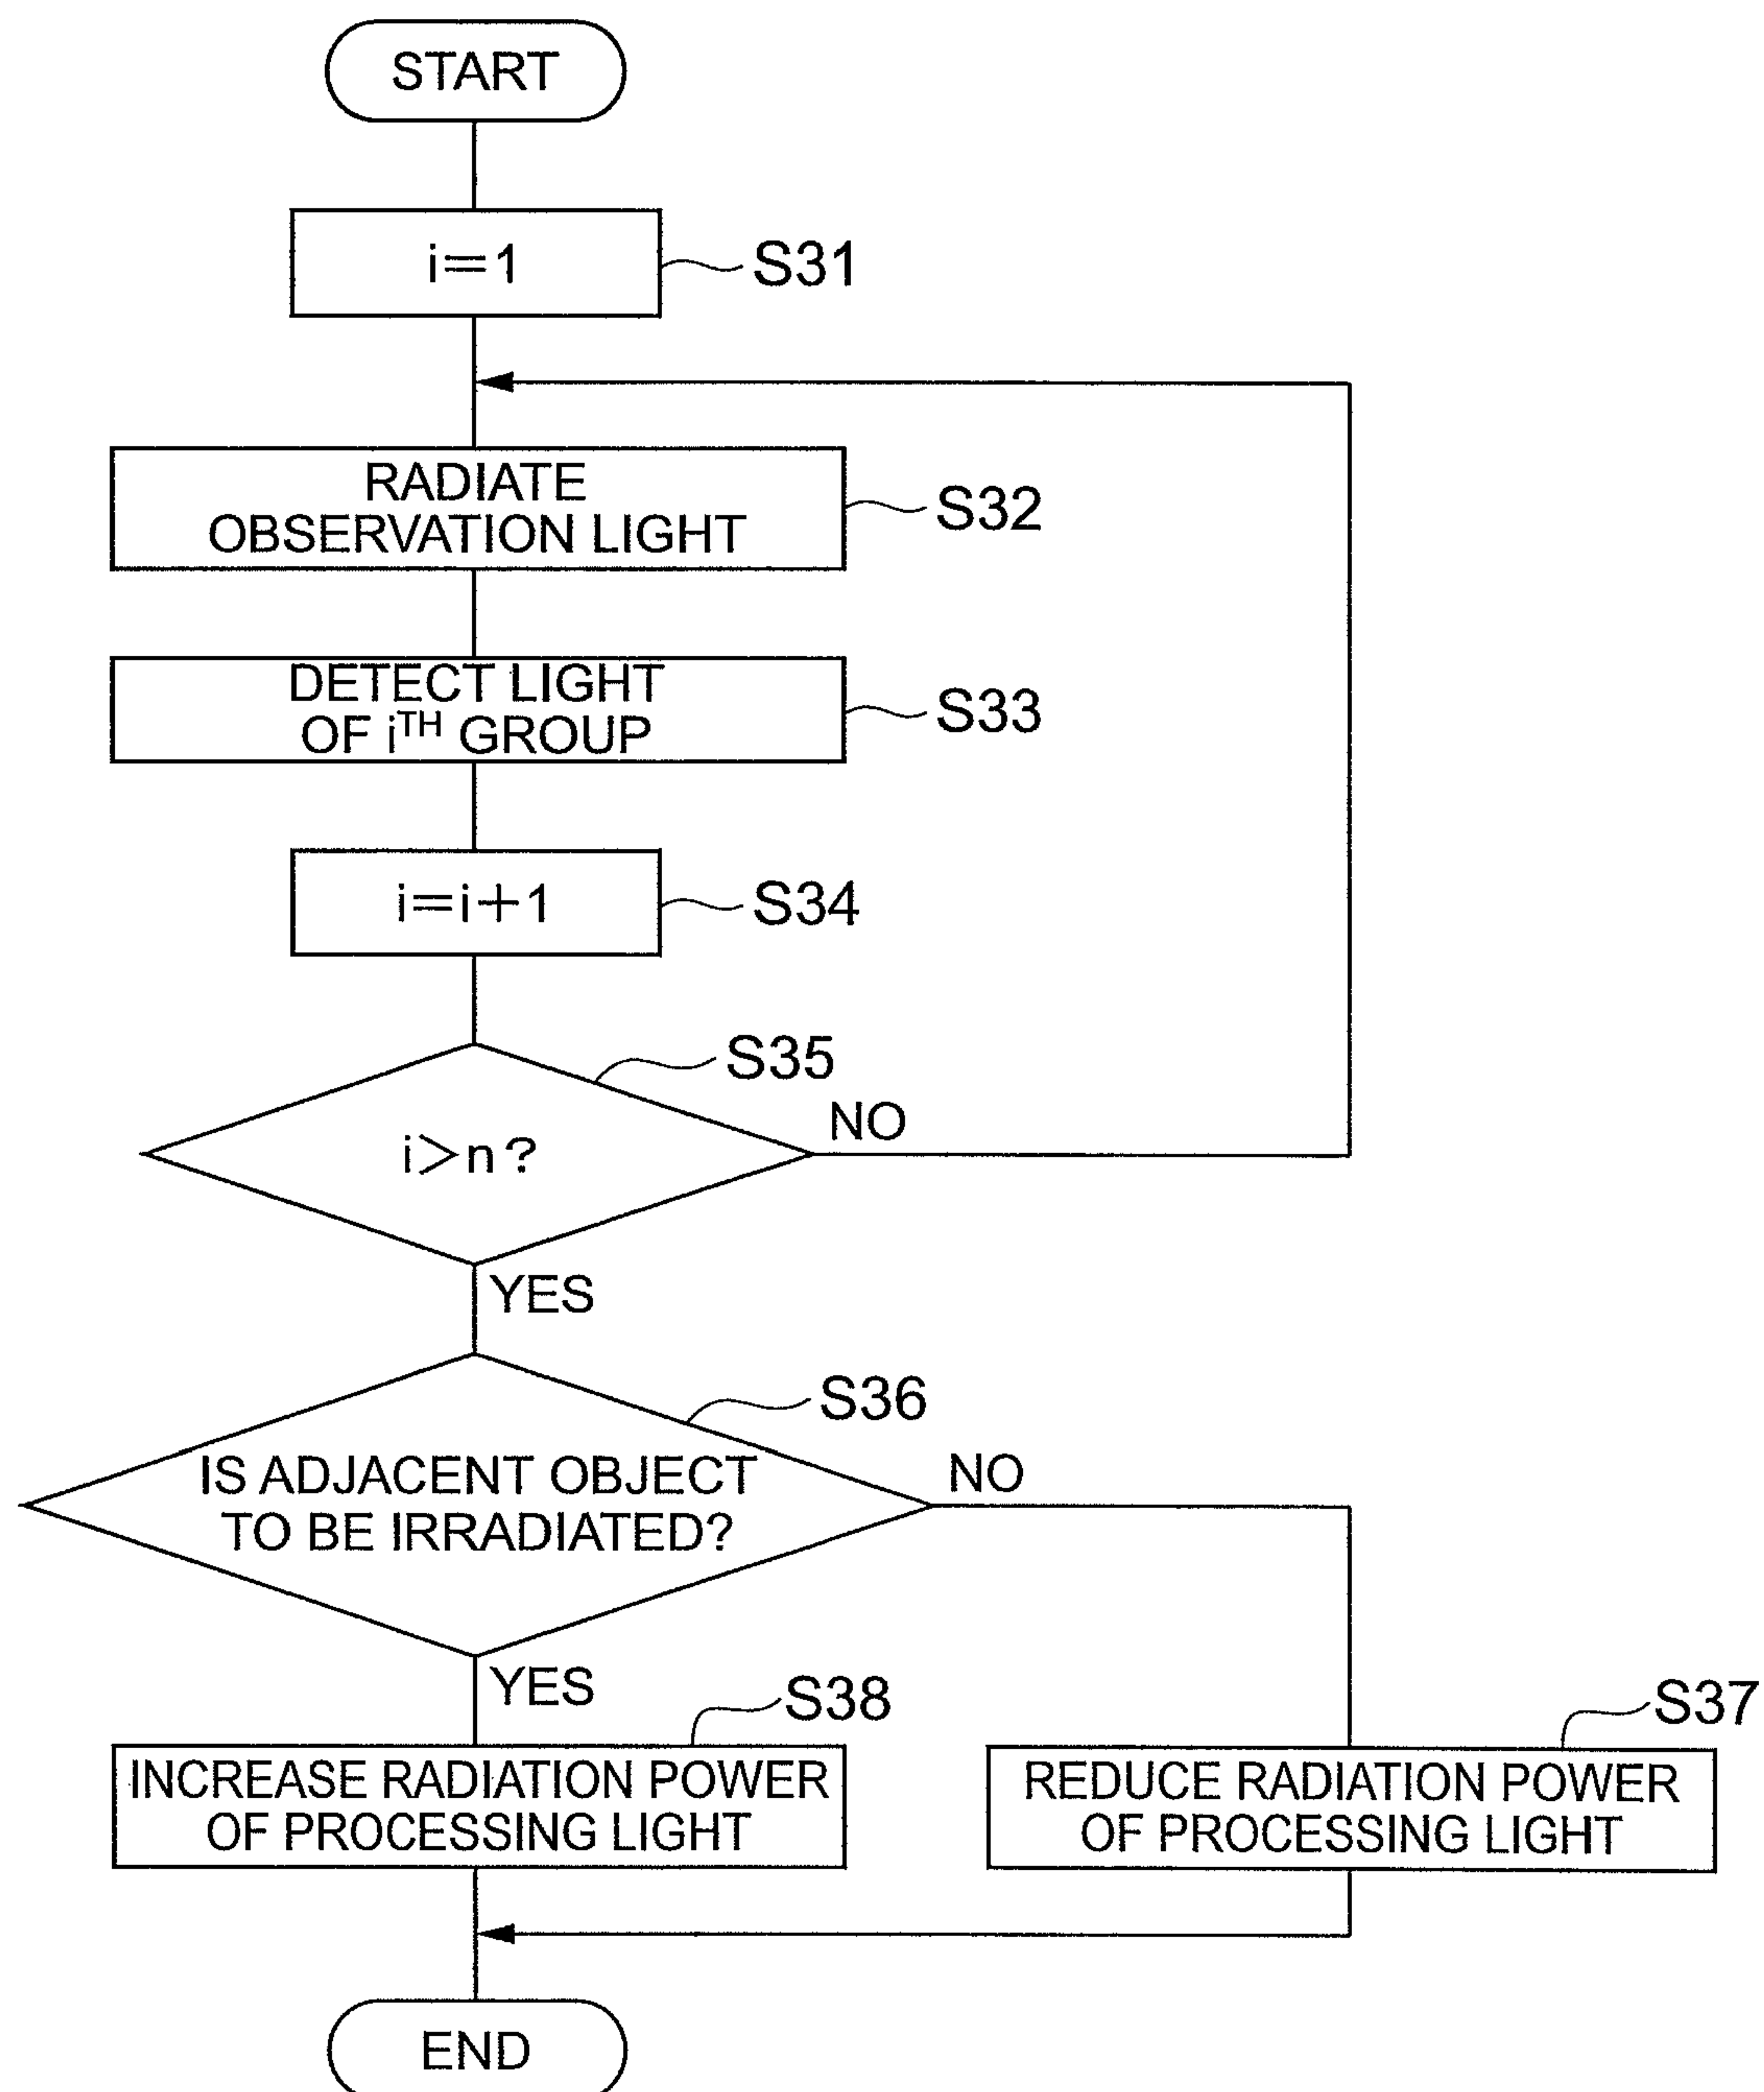 START
i=1
S31
RADIATE
OBSERVATION LIGHT
S32
DETECT LIGHT
OF iTH GROUP
S33
i=i+1
S34
S35
i>n?
NO
YES
S36
IS ADJACENT OBJECT
TO BE IRRADIATED?
NO
YES
S38
S37
INCREASE RADIATION POWER
OF PROCESSING LIGHT
REDUCE RADIATION POWER
OF PROCESSING LIGHT
END